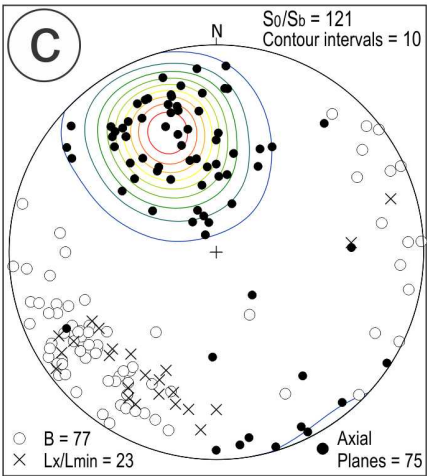 C
N
S0/Sb = 121
Contour intervals = 10
B = 77
Lx/Lmin = 23
Axial
Planes = 75